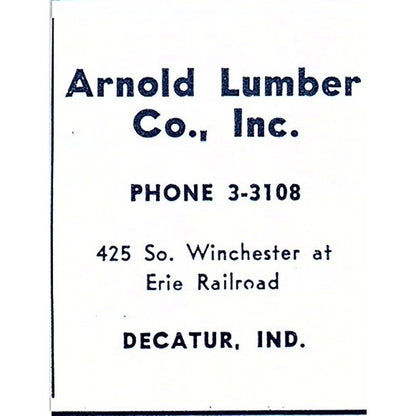 Arnold Lumber
Co., Inc.
PHONE 3-3108
425 So. Winchester at
Erie Railroad
DECATUR, IND.